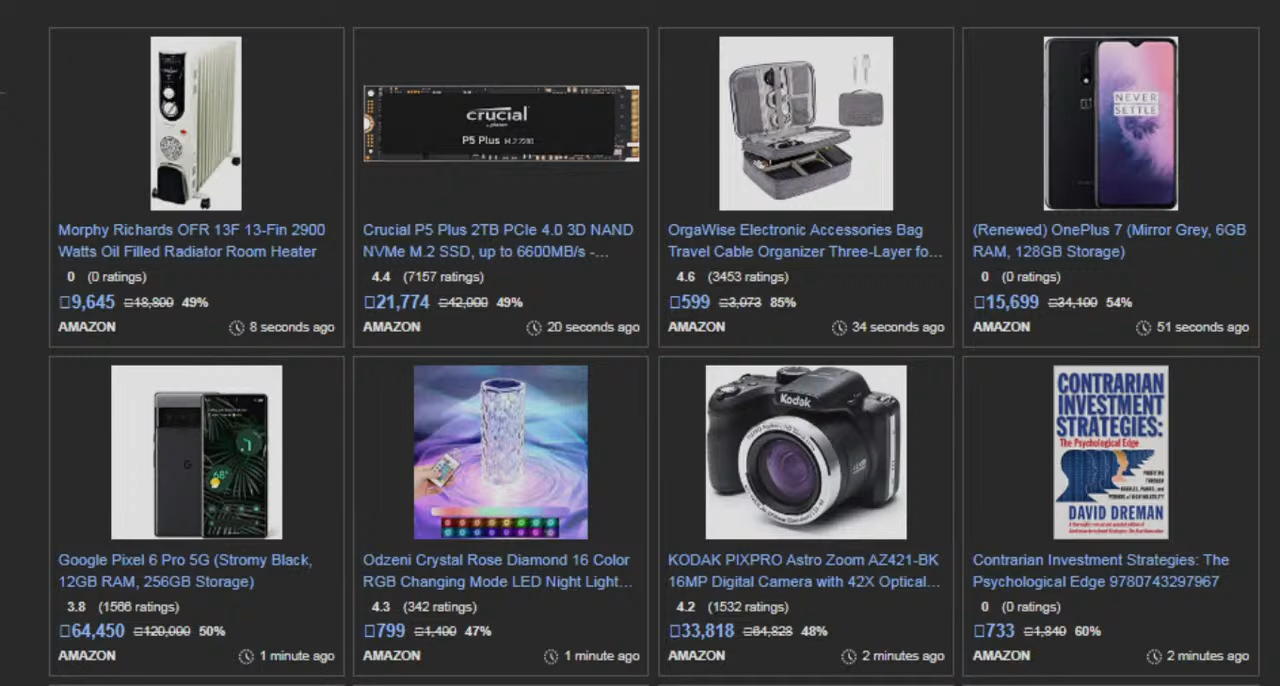 crucial
P5 Plus M.2 2280
NEVER
SETTLE
Morphy Richards OFR 13F 13-Fin 2900
Watts Oil Filled Radiator Room Heater
0 (0 ratings)
9,645 18,800 49%
AMAZON 8 seconds ago
Crucial P5 Plus 2TB PCIe 4.0 3D NAND
NVMe M.2 SSD, up to 6600MB/s -...
4.4 (7157 ratings)
21,774 42,000 49%
AMAZON 20 seconds ago
OrgaWise Electronic Accessories Bag
Travel Cable Organizer Three-Layer fo...
4.6 (3453 ratings)
599 3,973 85%
AMAZON 34 seconds ago
(Renewed) OnePlus 7 (Mirror Grey, 6GB
RAM, 128GB Storage)
0 (0 ratings)
15,699 34,100 54%
AMAZON 51 seconds ago
Kodak
CONTRARIAN
INVESTMENT
STRATEGIES:
The Psychological Edge
DAVID DREMAN
Google Pixel 6 Pro 5G (Stromy Black,
12GB RAM, 256GB Storage)
3.8 (1566 ratings)
64,450 120,000 50%
AMAZON 1 minute ago
Odzeni Crystal Rose Diamond 16 Color
RGB Changing Mode LED Night Light...
4.3 (342 ratings)
799 1,400 47%
AMAZON 1 minute ago
KODAK PIXPRO Astro Zoom AZ421-BK
16MP Digital Camera with 42X Optical...
4.2 (1532 ratings)
33,818 64,828 48%
AMAZON 2 minutes ago
Contrarian Investment Strategies: The
Psychological Edge 9780743297967
0 (0 ratings)
733 1,840 60%
AMAZON 2 minutes ago